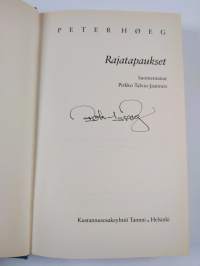 PETER HØEG
Rajatapaukset
Suomentanut
Pirkko Talvio-Jaatinen
Kustannusosakeyhtiö Tammi, Helsinki